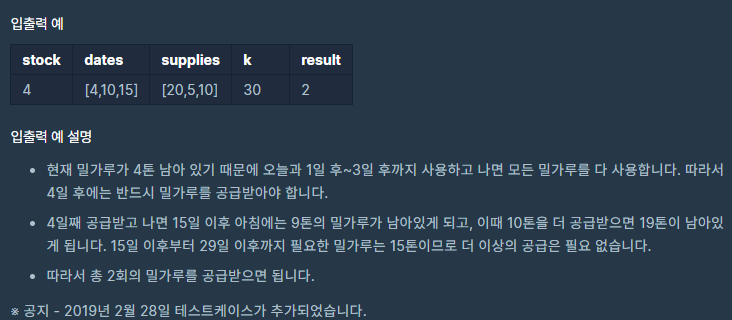 입출력 예
stock dates supplies k result
4 [4,10,15] [20,5,10] 30 2
입출력 예 설명
• 현재 밀가루가 4톤 남아 있기 때문에 오늘과 1일 후~3일 후까지 사용하고 나면 모든 밀가루를 다 사용합니다. 따라서
4일 후에는 반드시 밀가루를 공급받아야 합니다.
• 4일째 공급받고 나면 15일 이후 아침에는 9톤의 밀가루가 남아있게 되고, 이때 10톤을 더 공급받으면 19톤이 남아있
게 됩니다. 15일 이후부터 29일 이후까지 필요한 밀가루는 15톤이므로 더 이상의 공급은 필요 없습니다.
• 따라서 총 2회의 밀가루를 공급받으면 됩니다.
※ 공지 - 2019년 2월 28일 테스트케이스가 추가되었습니다.